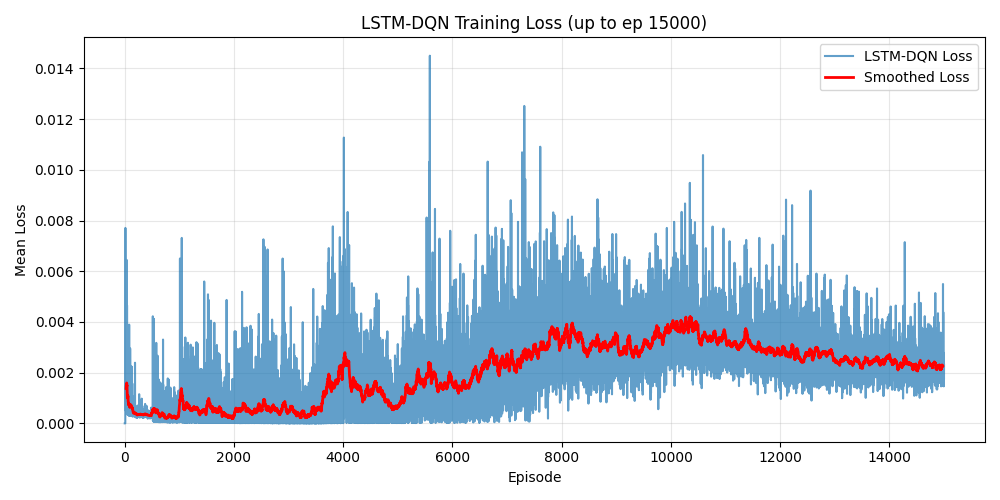 LSTM-DQN Training Loss (up to ep 15000)
LSTM-DQN Loss
Smoothed Loss
Mean Loss
0.014
0.012
0.010
0.008
0.006
0.004
0.002
0.000
0 2000 4000 6000 8000 10000 12000 14000
Episode